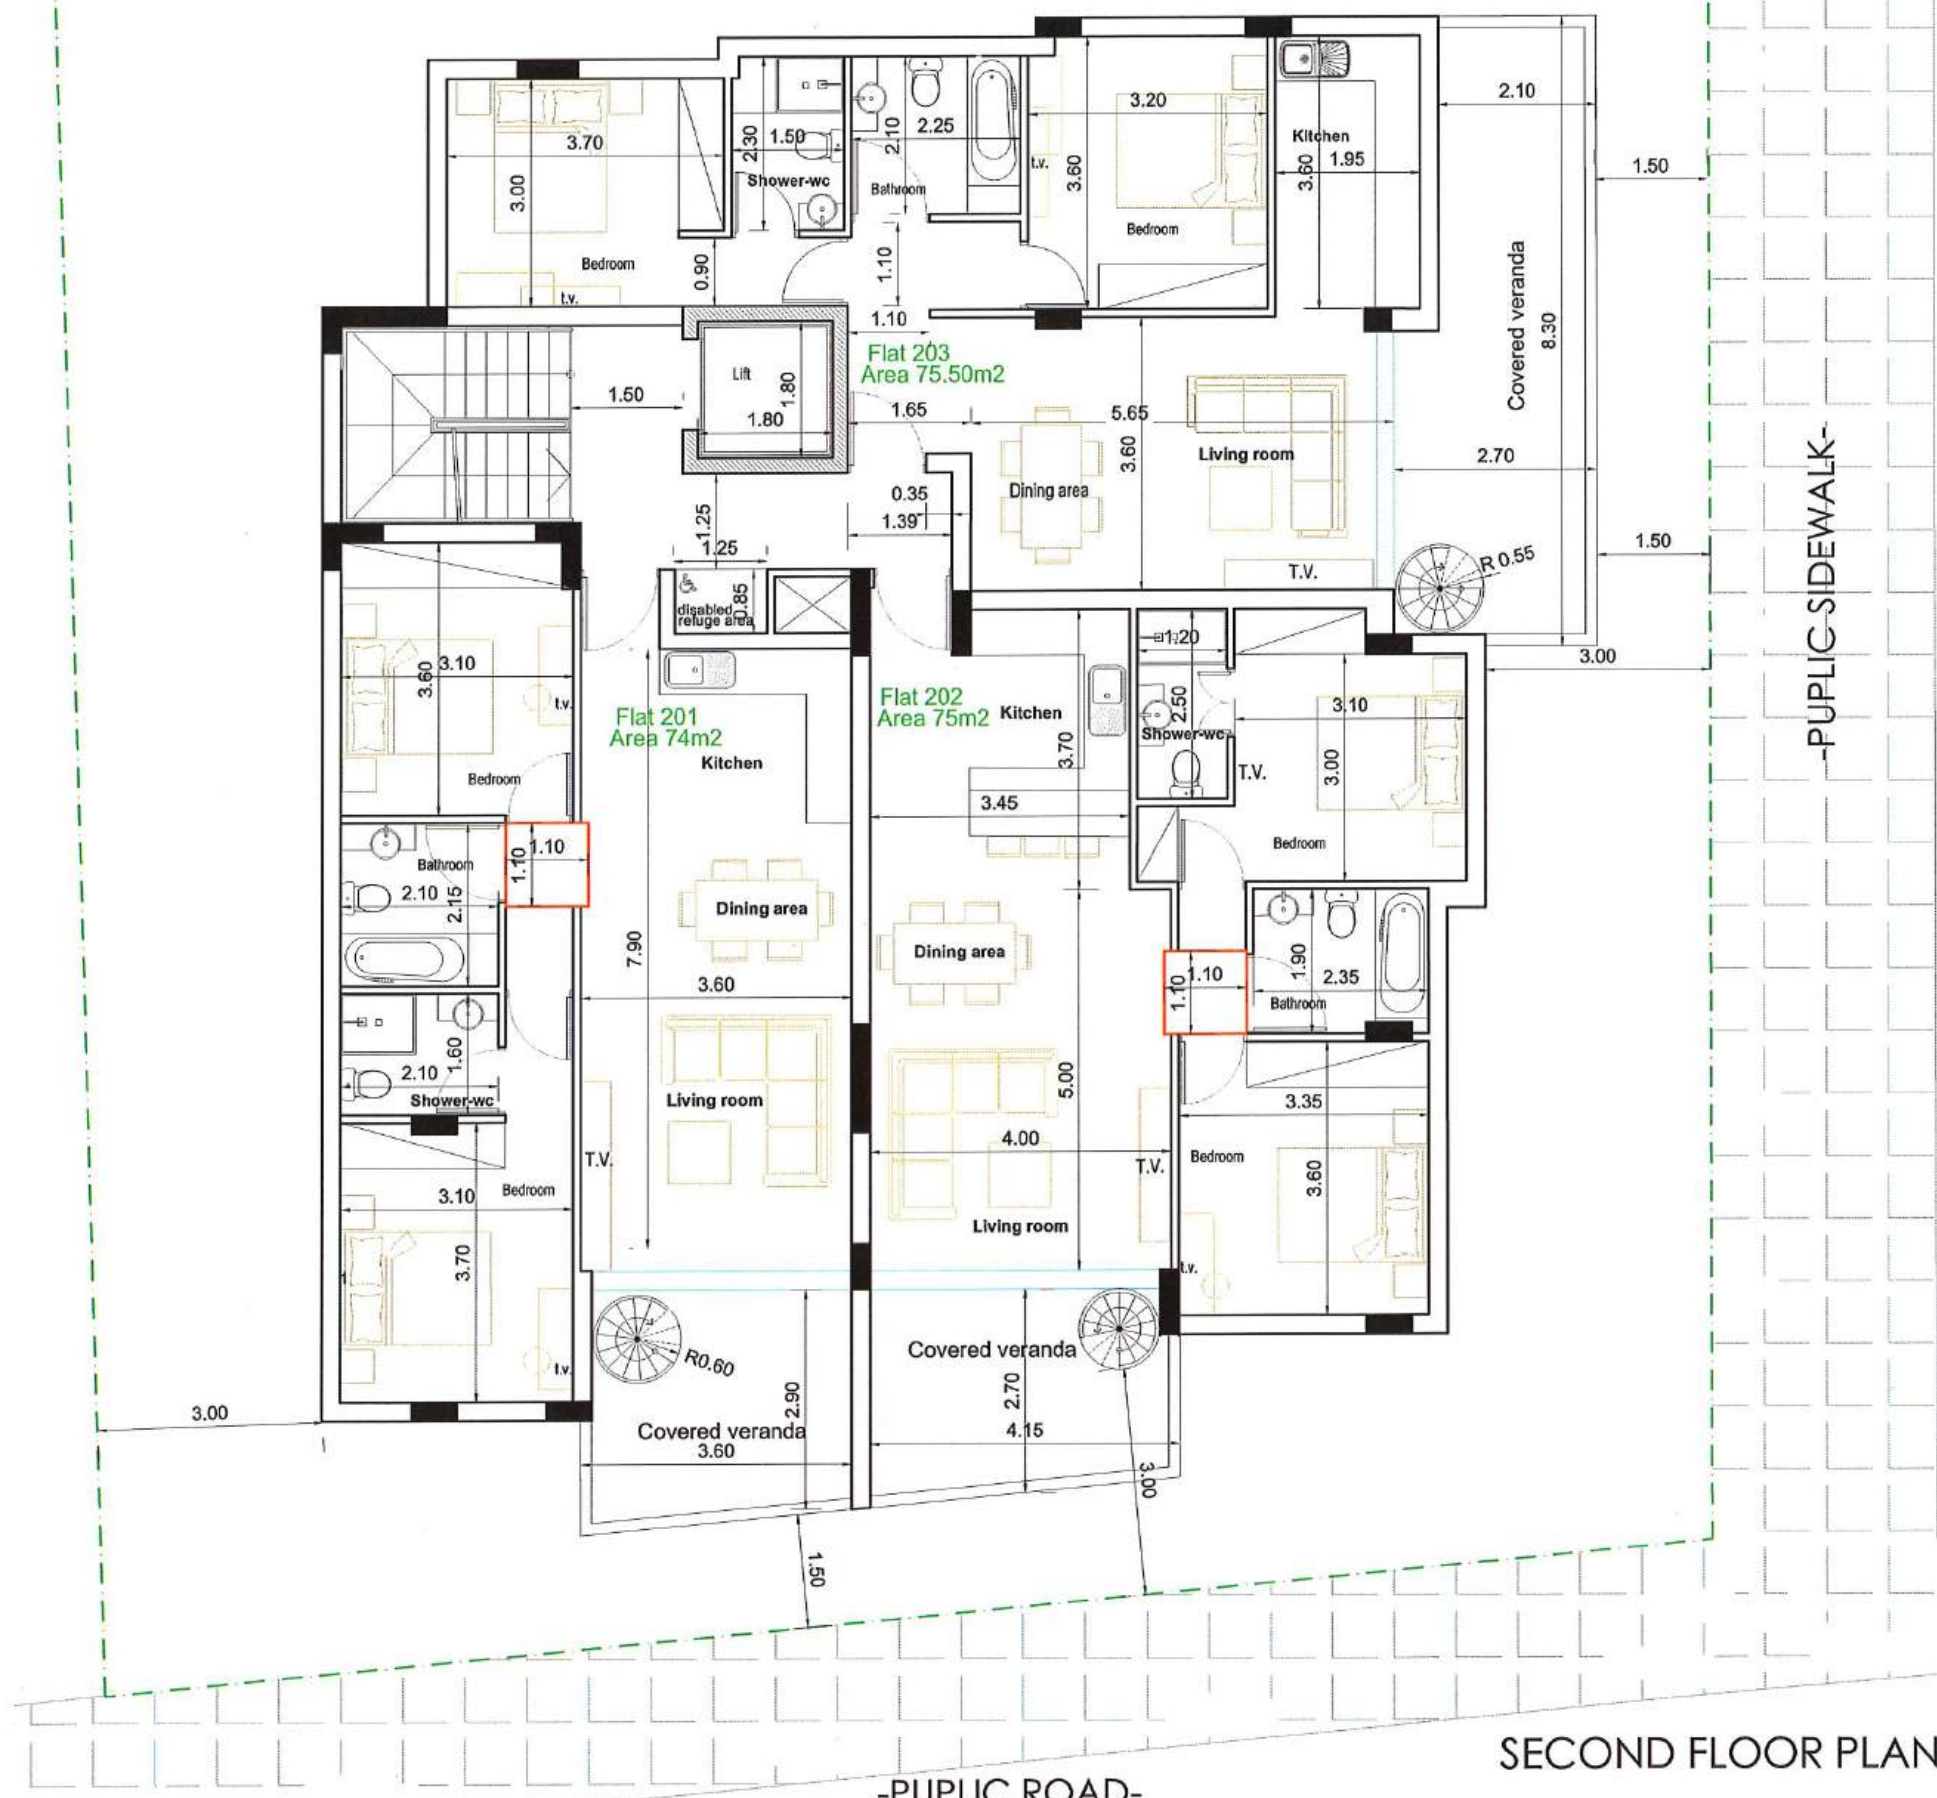 3.70
3.00
Bedroom
t.v.
0.90
2.30
1.50
Shower-wc
2.10
2.25
Bathroom
1.10
1.10
t.v.
3.60
3.20
Bedroom
Kitchen
3.60
1.95
2.10
1.50
Covered veranda
8.30
Flat 203
Area 75.50m2
Lift
1.80
1.80
1.50
1.65
5.65
3.60
Living room
Dining area
2.70
0.35
1.39
1.25
1.25
T.V.
R 0.55
1.50
disabled
refuge area
0.85
3.00
-PUPLIC SIDEWALK-
3.60
3.10
t.v.
Bedroom
Flat 201
Area 74m2
Kitchen
Flat 202
Area 75m2
Kitchen
3.70
3.45
1.20
2.50
Shower-wc
T.V.
3.10
3.00
Bedroom
1.10
1.10
Bathroom
2.10
2.15
7.90
Dining area
3.60
Dining area
1.10
1.10
1.90
2.35
Bathroom
1.60
2.10
Shower-wc
Living room
T.V.
5.00
4.00
T.V.
Living room
3.35
Bedroom
3.60
t.v.
3.10
Bedroom
3.70
t.v.
3.00
R0.60
2.90
Covered veranda
3.60
Covered veranda
2.70
4.15
3.00
1.50
SECOND FLOOR PLAN
-PUPLIC ROAD-